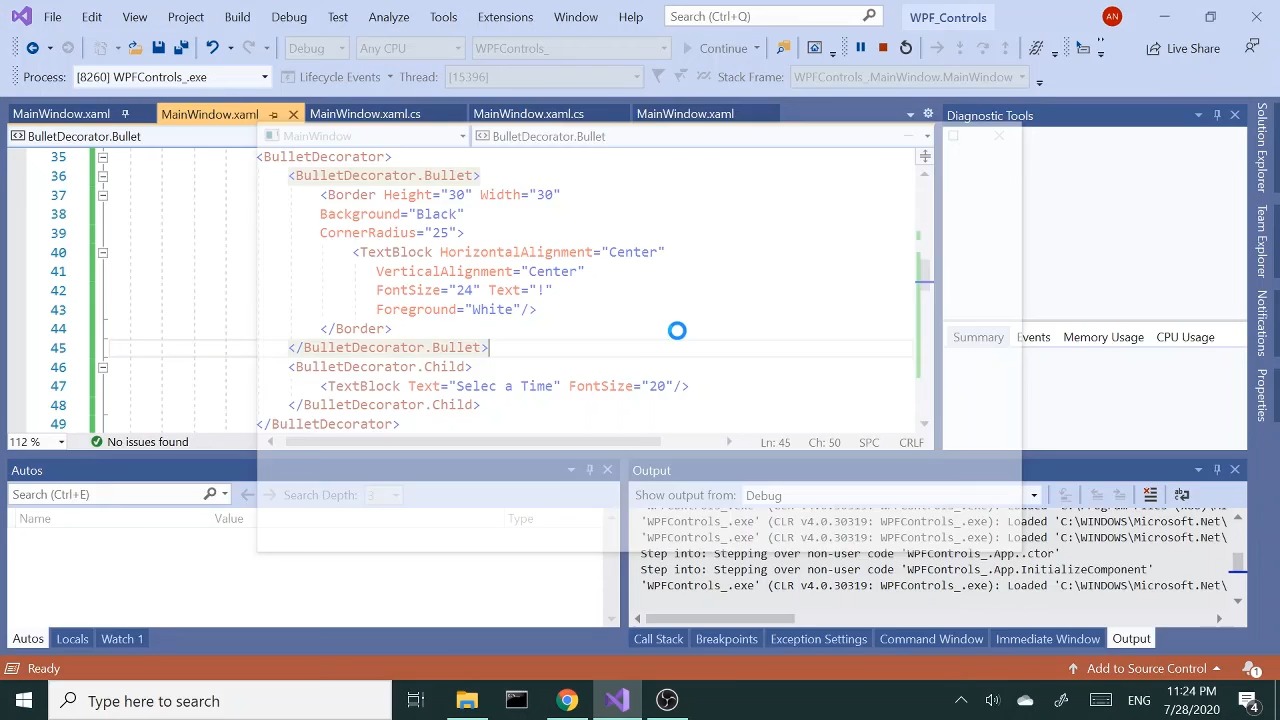 File Edit View Project Build Debug Test Analyze Tools Extensions Window Help Search (Ctrl+Q) WPF_Controls AN
Debug Any CPU WPFControls_ Continue Live Share
Process: [8260] WPFControls_.exe Lifecycle Events Thread: [15396] Stack Frame: WPFControls_.MainWindow.MainWindow
MainWindow.xaml MainWindow.xaml MainWindow.xaml.cs MainWindow.xaml.cs MainWindow.xaml Diagnostic Tools
BulletDecorator.Bullet MainWindow BulletDecorator.Bullet
35 <BulletDecorator>
36 <BulletDecorator.Bullet>
37 <Border Height="30" Width="30"
38 Background="Black"
39 CornerRadius="25">
40 <TextBlock HorizontalAlignment="Center"
41 VerticalAlignment="Center"
42 FontSize="24" Text="!"
43 Foreground="White"/>
44 </Border>
45 </BulletDecorator.Bullet>
46 <BulletDecorator.Child>
47 <TextBlock Text="Selec a Time" FontSize="20"/>
48 </BulletDecorator.Child>
49 </BulletDecorator>
Summary Events Memory Usage CPU Usage
Solution Explorer
Team Explorer
Notifications
Properties
112 % No issues found Ln: 45 Ch: 50 SPC CRLF
Autos
Search (Ctrl+E) Search Depth: 3
Name Value Type
Output
Show output from: Debug
'WPFControls_.exe' (CLR v4.0.30319: WPFControls_.exe): Loaded 'C:\WINDOWS\Microsoft.Net\
'WPFControls_.exe' (CLR v4.0.30319: WPFControls_.exe): Loaded 'C:\WINDOWS\Microsoft.Net\
Step into: Stepping over non-user code 'WPFControls_.App..ctor'
Step into: Stepping over non-user code 'WPFControls_.App.InitializeComponent'
'WPFControls_.exe' (CLR v4.0.30319: WPFControls_.exe): Loaded 'C:\WINDOWS\Microsoft.Net\
Autos Locals Watch 1
Call Stack Breakpoints Exception Settings Command Window Immediate Window Output
Ready Add to Source Control 1
Type here to search ENG 11:24 PM
7/28/2020 4